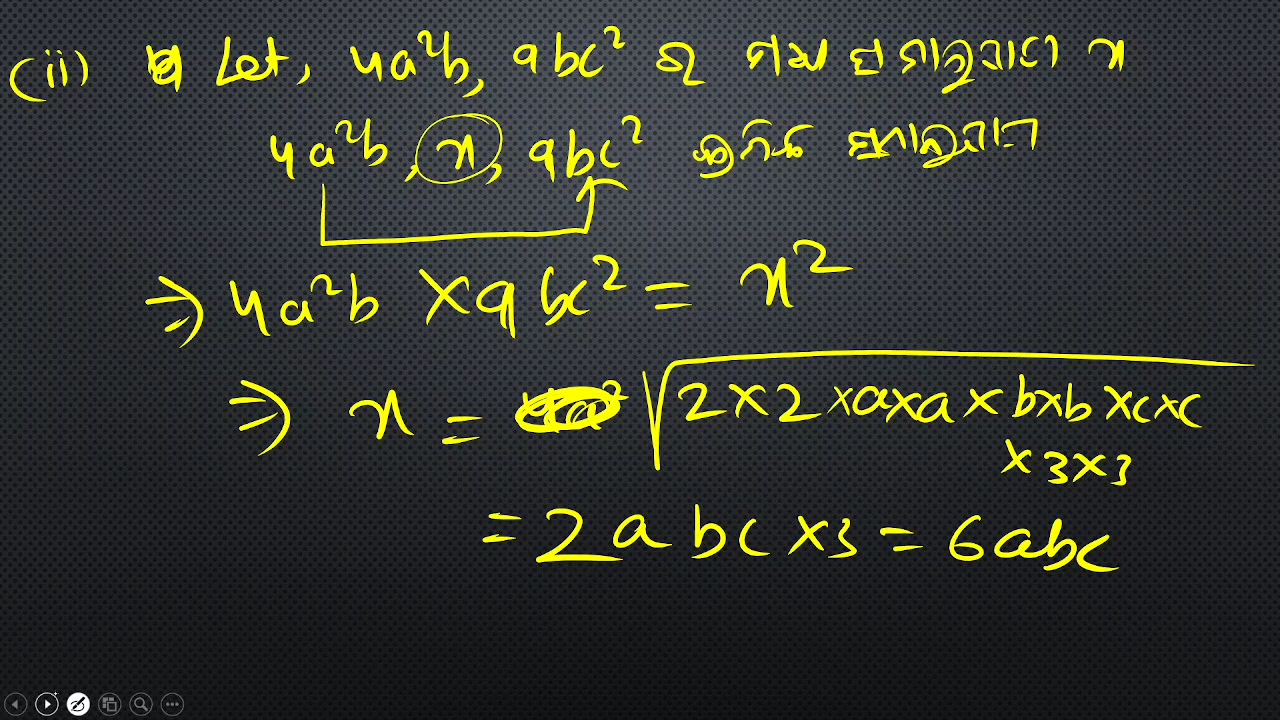 (ii) Let, 4a²b, 9bc² ର ମଧ୍ୟ ସମାନୁପାତୀ x
4a²b, x, 9bc² କ୍ରମିକ ସମାନୁପାତୀ
⇒ 4a²b × 9bc² = x²
⇒ x = √2×2×a×a×b×b×c×c
×3×3
= 2abc×3 = 6abc